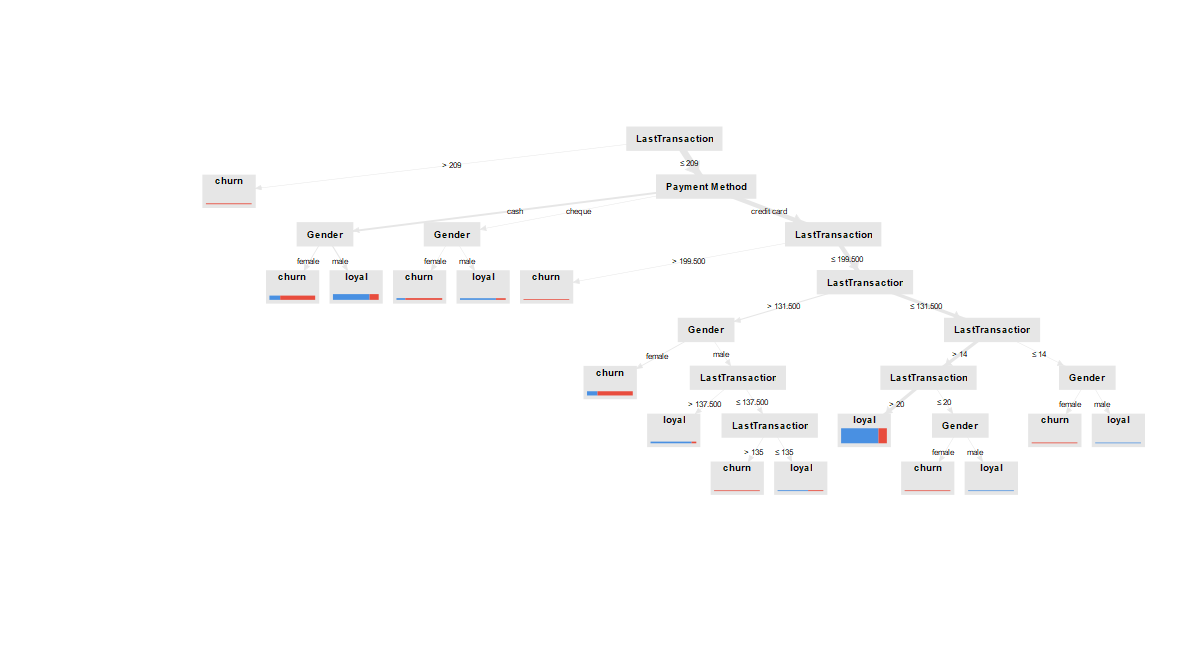 LastTransaction
> 209
≤ 209
churn
Payment Method
cash
cheque
credit card
Gender
Gender
LastTransaction
female
male
female
male
> 199.500
≤ 199.500
churn
loyal
churn
loyal
churn
LastTransaction
> 131.500
≤ 131.500
Gender
LastTransaction
female
male
> 14
≤ 14
churn
LastTransaction
LastTransaction
Gender
> 137.500
≤ 137.500
> 20
≤ 20
female
male
loyal
LastTransaction
loyal
Gender
churn
loyal
> 135
≤ 135
female
male
churn
loyal
churn
loyal